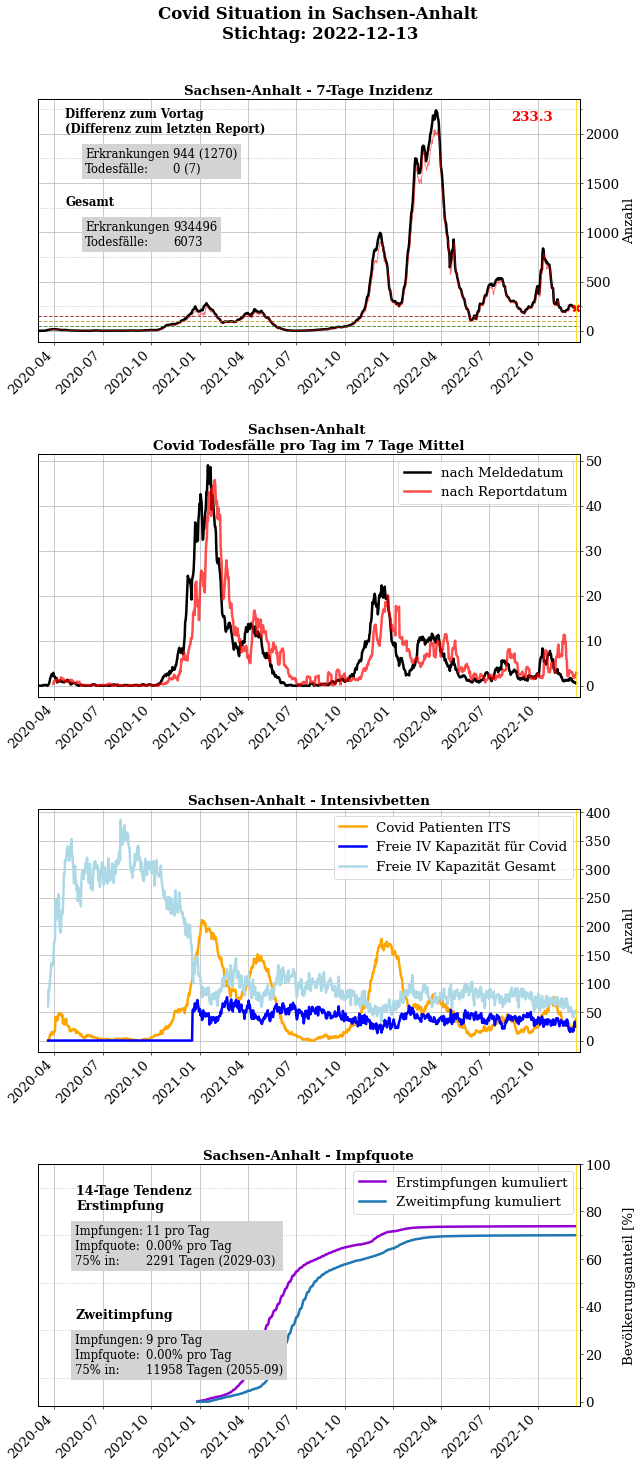 Covid Situation in Sachsen-Anhalt
Stichtag: 2022-12-13
Sachsen-Anhalt - 7-Tage Inzidenz
Differenz zum Vortag
(Differenz zum letzten Report)
Erkrankungen 944 (1270)
Todesfälle: 0 (7)
Gesamt
Erkrankungen 934496
Todesfälle: 6073
233.3
2000
1500
1000
500
0
Anzahl
2020-04 2020-07 2020-10 2021-01 2021-04 2021-07 2021-10 2022-01 2022-04 2022-07 2022-10
Sachsen-Anhalt
Covid Todesfälle pro Tag im 7 Tage Mittel
nach Meldedatum
nach Reportdatum
50
40
30
20
10
0
2020-04 2020-07 2020-10 2021-01 2021-04 2021-07 2021-10 2022-01 2022-04 2022-07 2022-10
Sachsen-Anhalt - Intensivbetten
Covid Patienten ITS
Freie IV Kapazität für Covid
Freie IV Kapazität Gesamt
400
350
300
250
200
150
100
50
0
Anzahl
2020-04 2020-07 2020-10 2021-01 2021-04 2021-07 2021-10 2022-01 2022-04 2022-07 2022-10
Sachsen-Anhalt - Impfquote
Erstimpfungen kumuliert
Zweitimpfung kumuliert
14-Tage Tendenz
Erstimpfung
Impfungen: 11 pro Tag
Impfquote: 0.00% pro Tag
75% in: 2291 Tagen (2029-03)
Zweitimpfung
Impfungen: 9 pro Tag
Impfquote: 0.00% pro Tag
75% in: 11958 Tagen (2055-09)
100
80
60
40
20
0
Bevölkerungsanteil [%]
2020-04 2020-07 2020-10 2021-01 2021-04 2021-07 2021-10 2022-01 2022-04 2022-07 2022-10